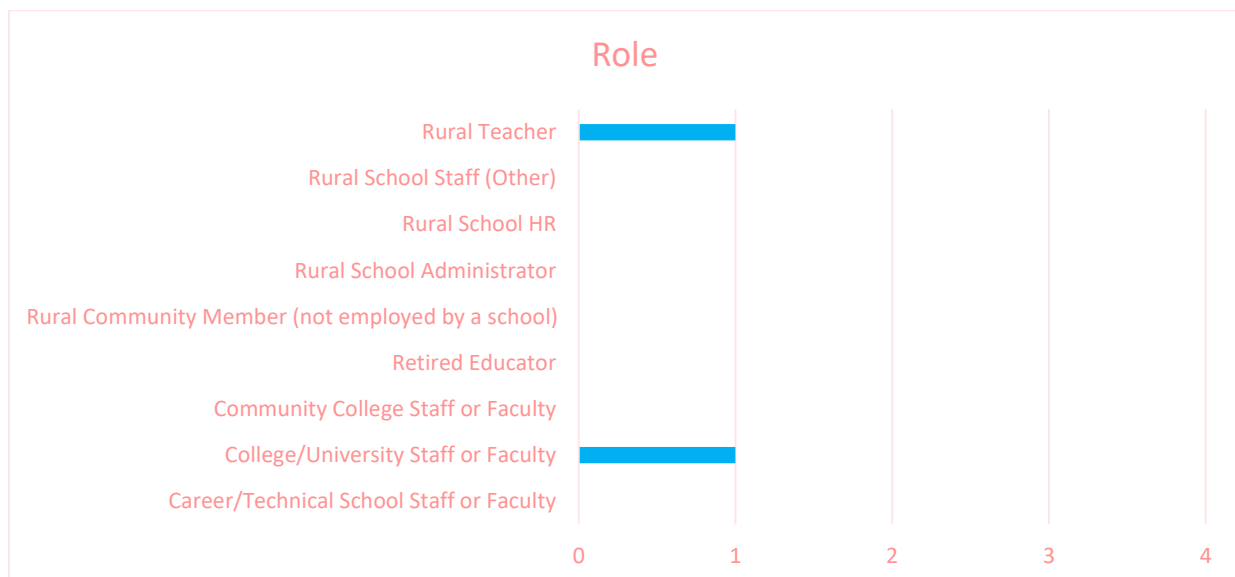 Role
Rural Teacher
Rural School Staff (Other)
Rural School HR
Rural School Administrator
Rural Community Member (not employed by a school)
Retired Educator
Community College Staff or Faculty
College/University Staff or Faculty
Career/Technical School Staff or Faculty
0 1 2 3 4